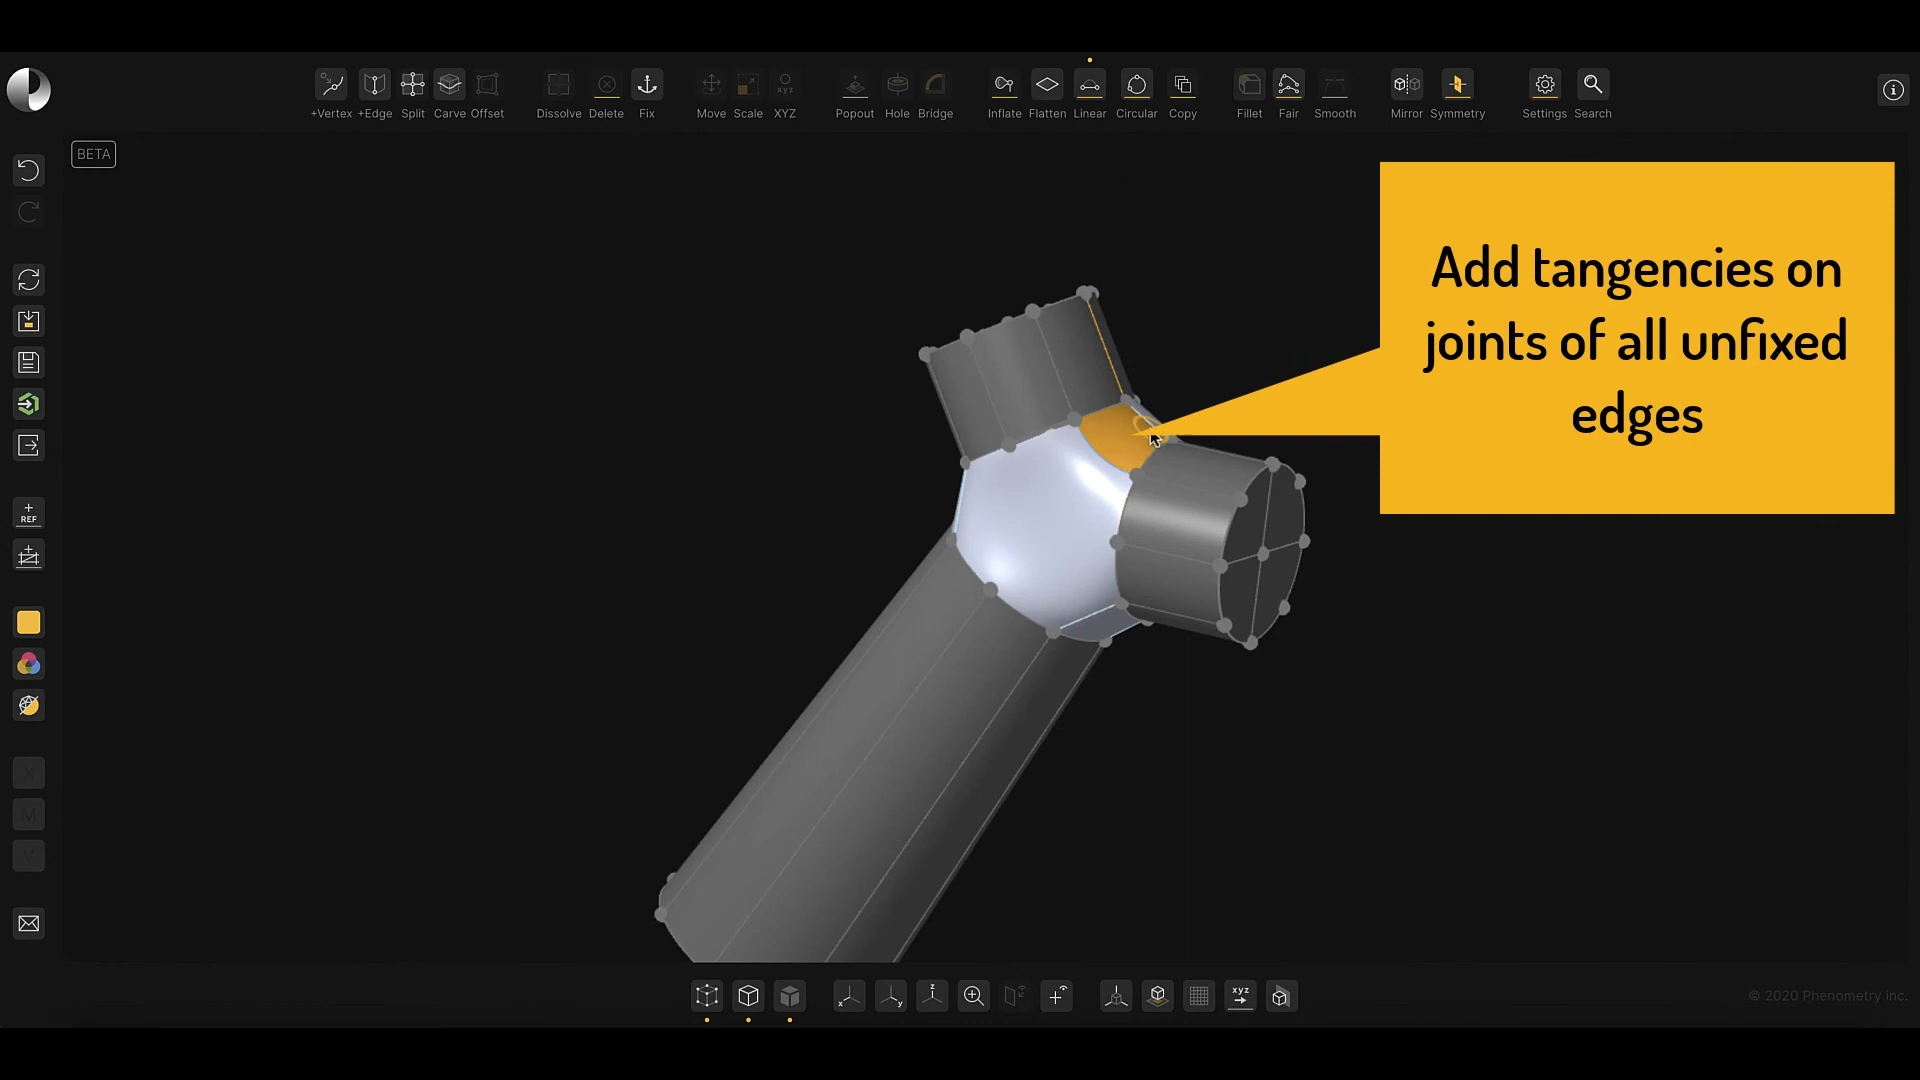 +Vertex +Edge Split Carve Offset Dissolve Delete Fix Move Scale XYZ Popout Hole Bridge Inflate Flatten Linear Circular Copy Fillet Fair Smooth Mirror Symmetry Settings Search
xyz
BETA
Add tangencies on
joints of all unfixed
edges
+
REF
X
M
V
x
y
z
xyz
© 2020 Phenometry inc.